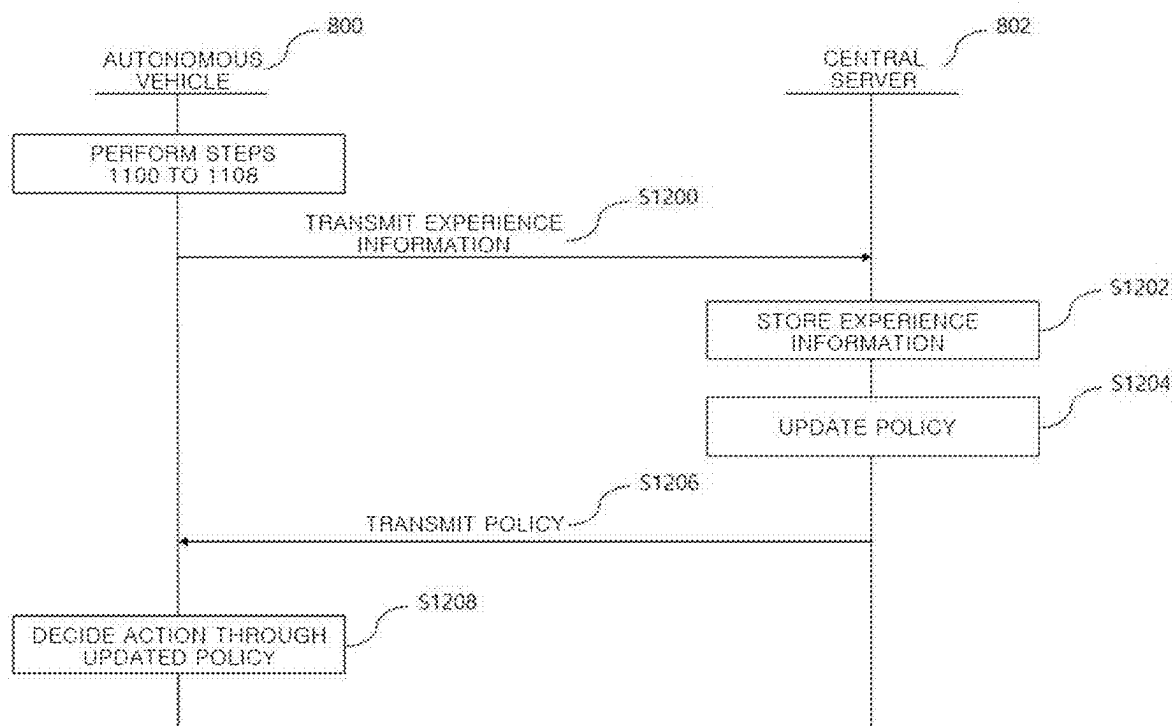 800
802
AUTONOMOUS
VEHICLE
CENTRAL
SERVER
PERFORM STEPS
1100 TO 1108
S1200
TRANSMIT EXPERIENCE
INFORMATION
S1202
STORE EXPERIENCE
INFORMATION
S1204
UPDATE POLICY
S1206
TRANSMIT POLICY
S1208
DECIDE ACTION THROUGH
UPDATED POLICY